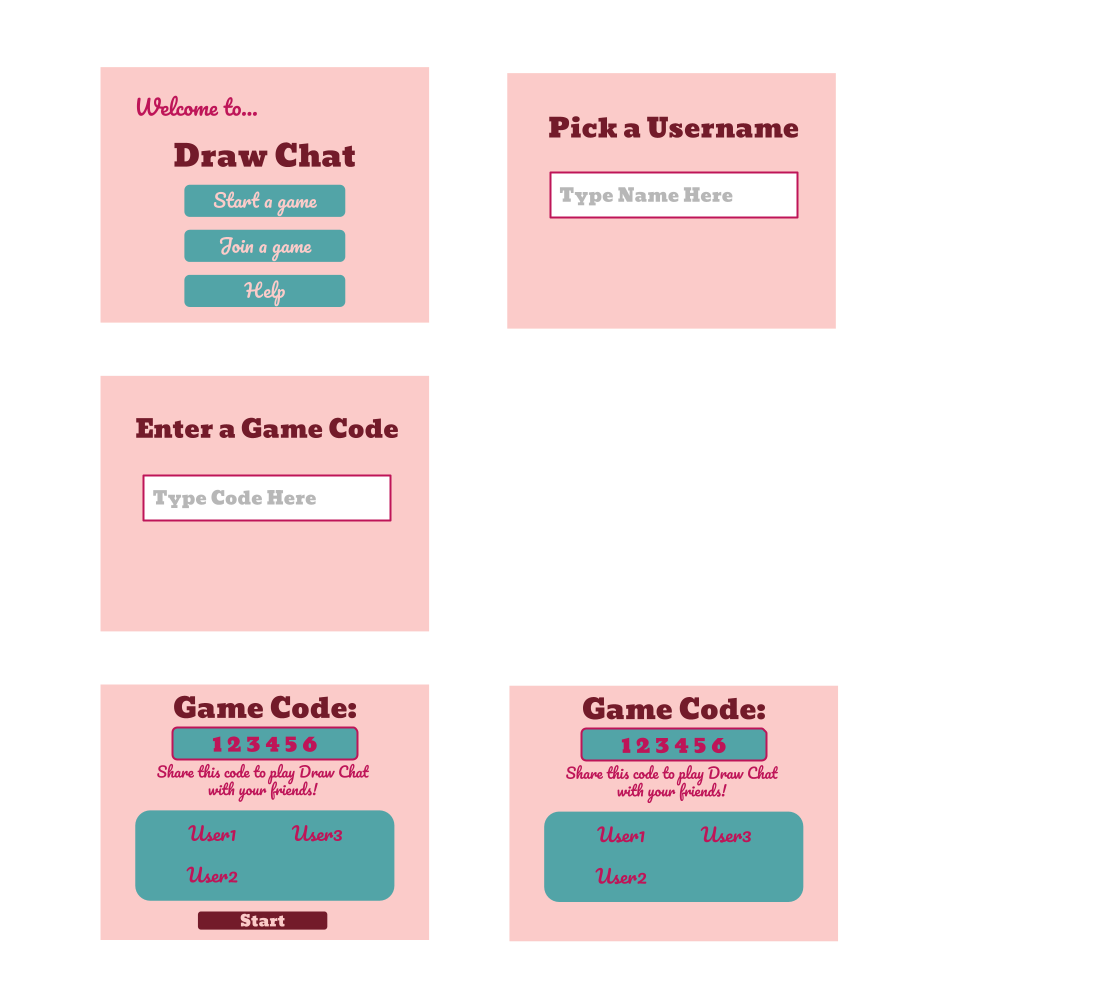 Welcome to...
Draw Chat
Start a game
Join a game
Help
Pick a Username
Type Name Here
Enter a Game Code
Type Code Here
Game Code:
1 2 3 4 5 6
Share this code to play Draw Chat
with your friends!
User1 User3
User2
Start
Game Code:
1 2 3 4 5 6
Share this code to play Draw Chat
with your friends!
User1 User3
User2